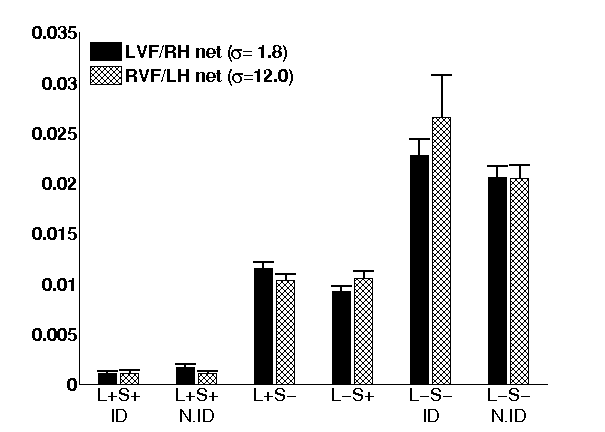 0.035
LVF/RH net (σ= 1.8)
0.03
RVF/LH net (σ=12.0)
0.025
0.02
0.015
0.01
0.005
0
L+S+ L+S+ L+S− L−S+ L−S− L−S−
ID N.ID ID N.ID